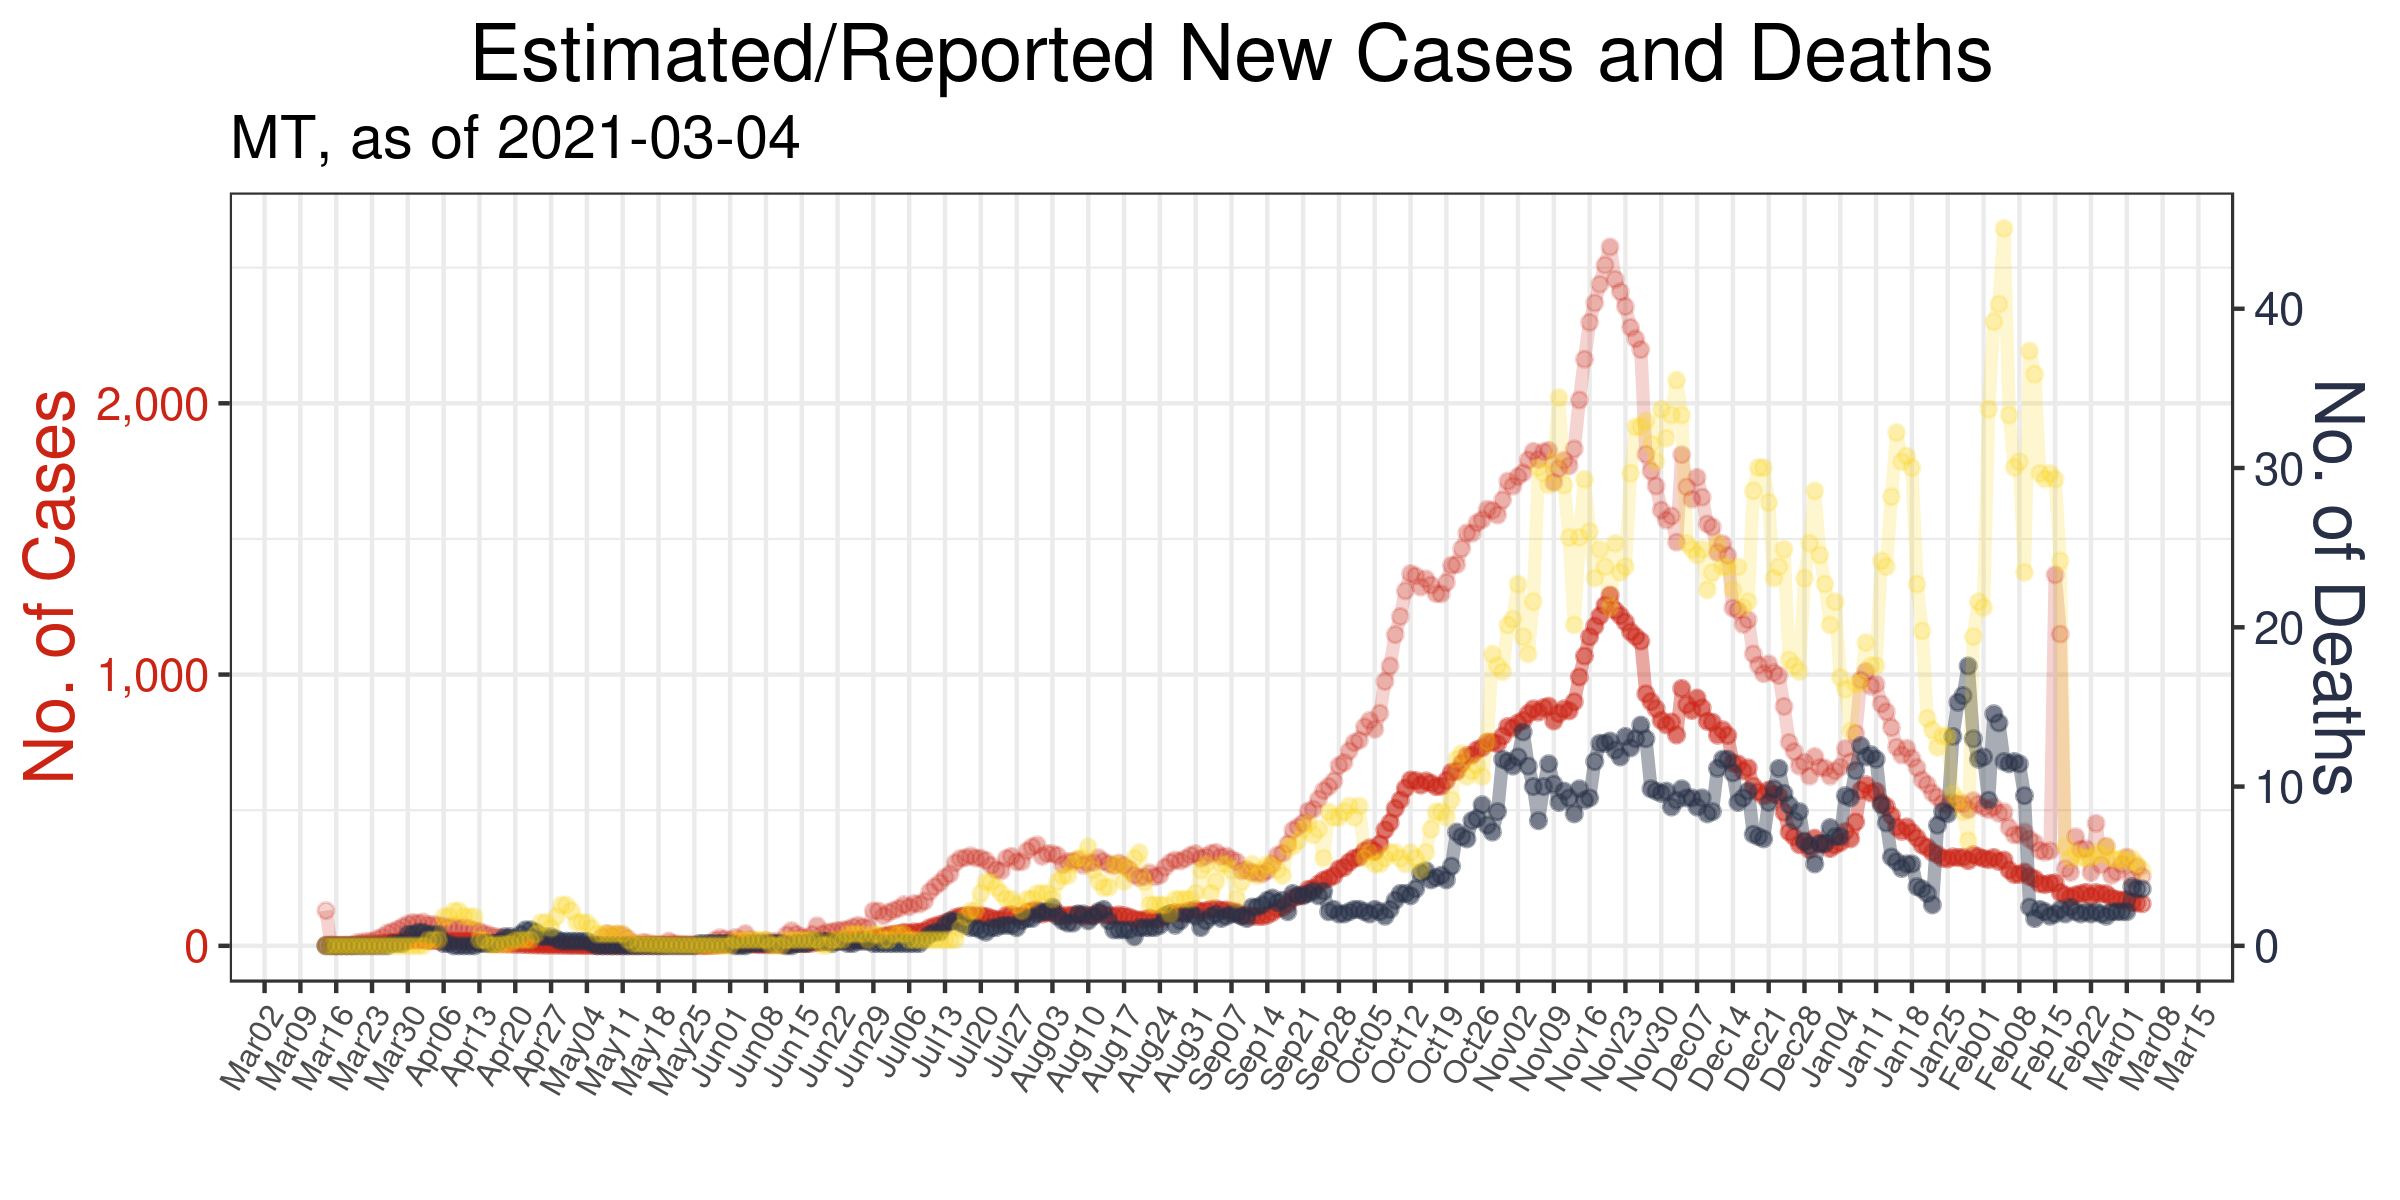 Estimated/Reported New Cases and Deaths
MT, as of 2021-03-04
No. of Cases
2,000
1,000
0
No. of Deaths
40
30
20
10
0
Mar02
Mar09
Mar16
Mar23
Mar30
Apr06
Apr13
Apr20
Apr27
May04
May11
May18
May25
Jun01
Jun08
Jun15
Jun22
Jun29
Jul06
Jul13
Jul20
Jul27
Aug03
Aug10
Aug17
Aug24
Aug31
Sep07
Sep14
Sep21
Sep28
Oct05
Oct12
Oct19
Oct26
Nov02
Nov09
Nov16
Nov23
Nov30
Dec07
Dec14
Dec21
Dec28
Jan04
Jan11
Jan18
Jan25
Feb01
Feb08
Feb15
Feb22
Mar01
Mar08
Mar15